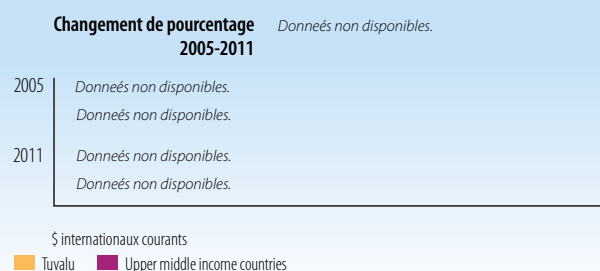 Changement de pourcentage Donneés non disponibles.
2005-2011
2005 Donneés non disponibles.
Donneés non disponibles.
2011 Donneés non disponibles.
Donneés non disponibles.
$ internationaux courants
Tuvalu Upper middle income countries